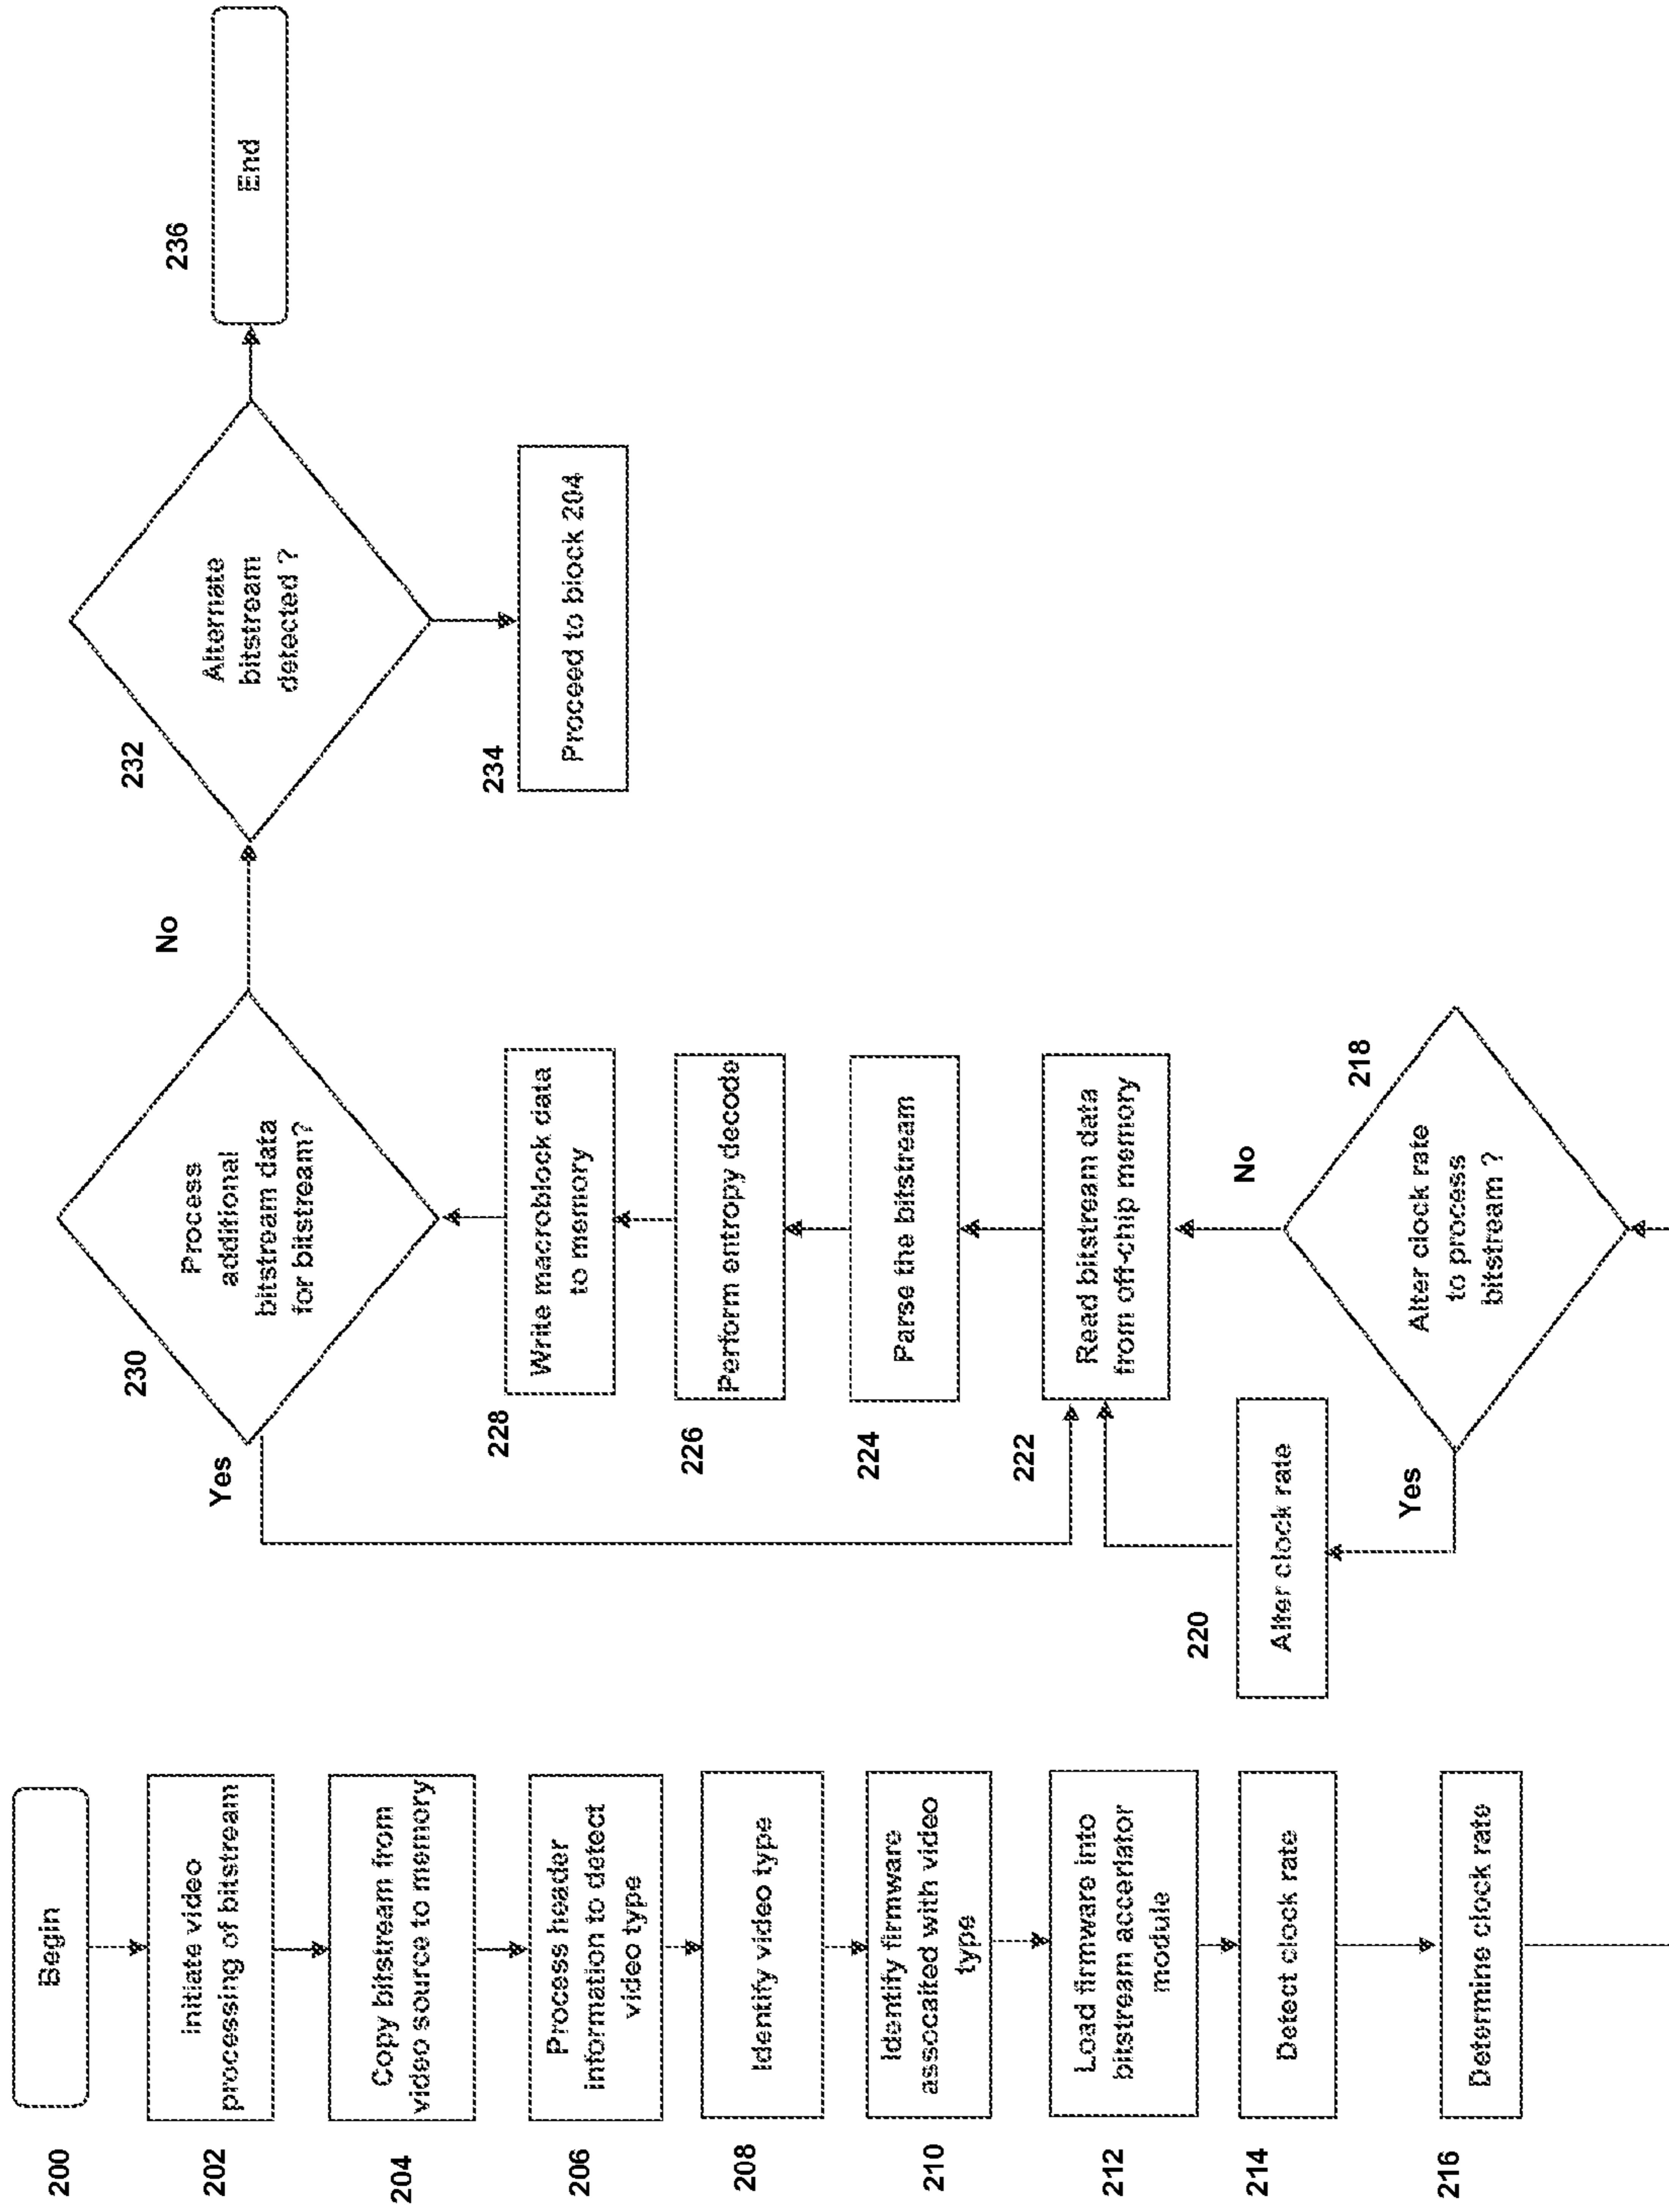 200
Begin
202
Initiate video
processing of bitstream
204
Copy bitstream from
video source to memory
206
Process header
information to detect
video type
208
Identify video type
210
Identify firmware
assocaited with video
type
212
Load firmware into
bitstream accerlator
module
214
Detect clock rate
216
Determine clock rate
218
Alter clock rate
to process
bitstream ?
Yes
No
220
Alter clock rate
222
Read bitstream data
from off-chip memory
224
Parse the bitstream
226
Perform entropy decode
228
Write macroblock data
to memory
230
Process
additional
bitstream data
for bitstream?
Yes
No
232
Alternate
bitstream
detected ?
234
Proceed to block 204
236
End